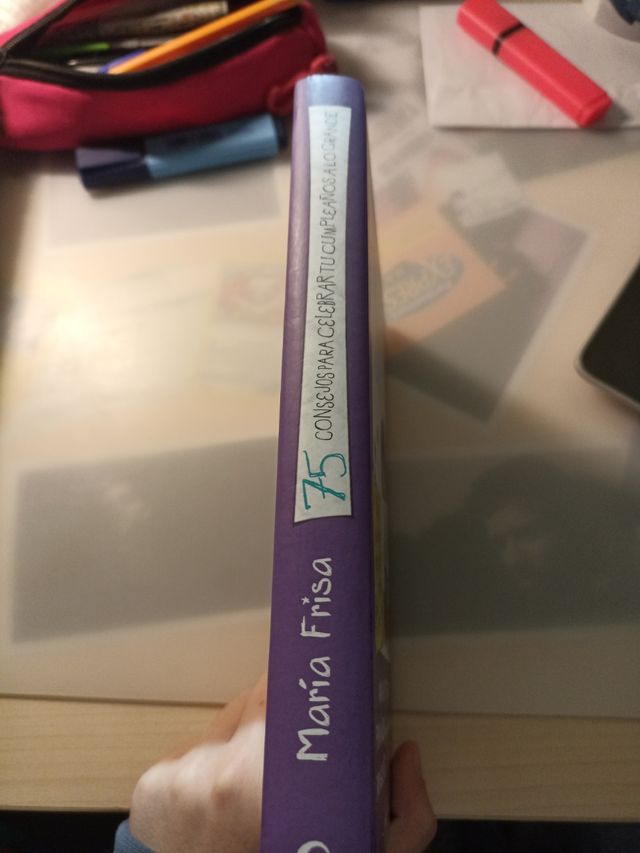 María Frisa
75 CONSEJOS PARA CELEBRAR TU CUMPLEAÑOS A LO GRANDE